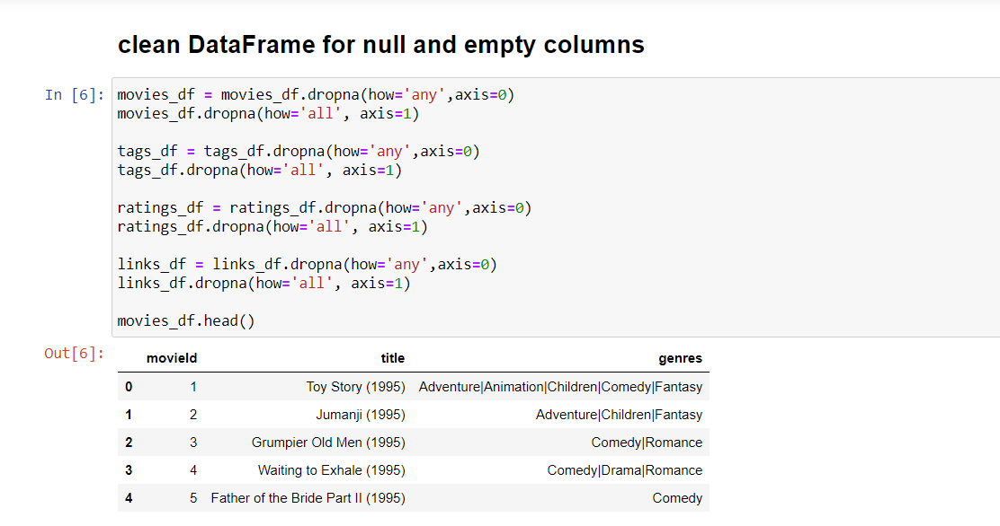 clean DataFrame for null and empty columns
In [6]: movies_df = movies_df.dropna(how='any',axis=0)
movies_df.dropna(how='all', axis=1)
tags_df = tags_df.dropna(how='any',axis=0)
tags_df.dropna(how='all', axis=1)
ratings_df = ratings_df.dropna(how='any',axis=0)
ratings_df.dropna(how='all', axis=1)
links_df = links_df.dropna(how='any',axis=0)
links_df.dropna(how='all', axis=1)
movies_df.head()
Out[6]:
movieId title genres
0 1 Toy Story (1995) Adventure|Animation|Children|Comedy|Fantasy
1 2 Jumanji (1995) Adventure|Children|Fantasy
2 3 Grumpier Old Men (1995) Comedy|Romance
3 4 Waiting to Exhale (1995) Comedy|Drama|Romance
4 5 Father of the Bride Part II (1995) Comedy